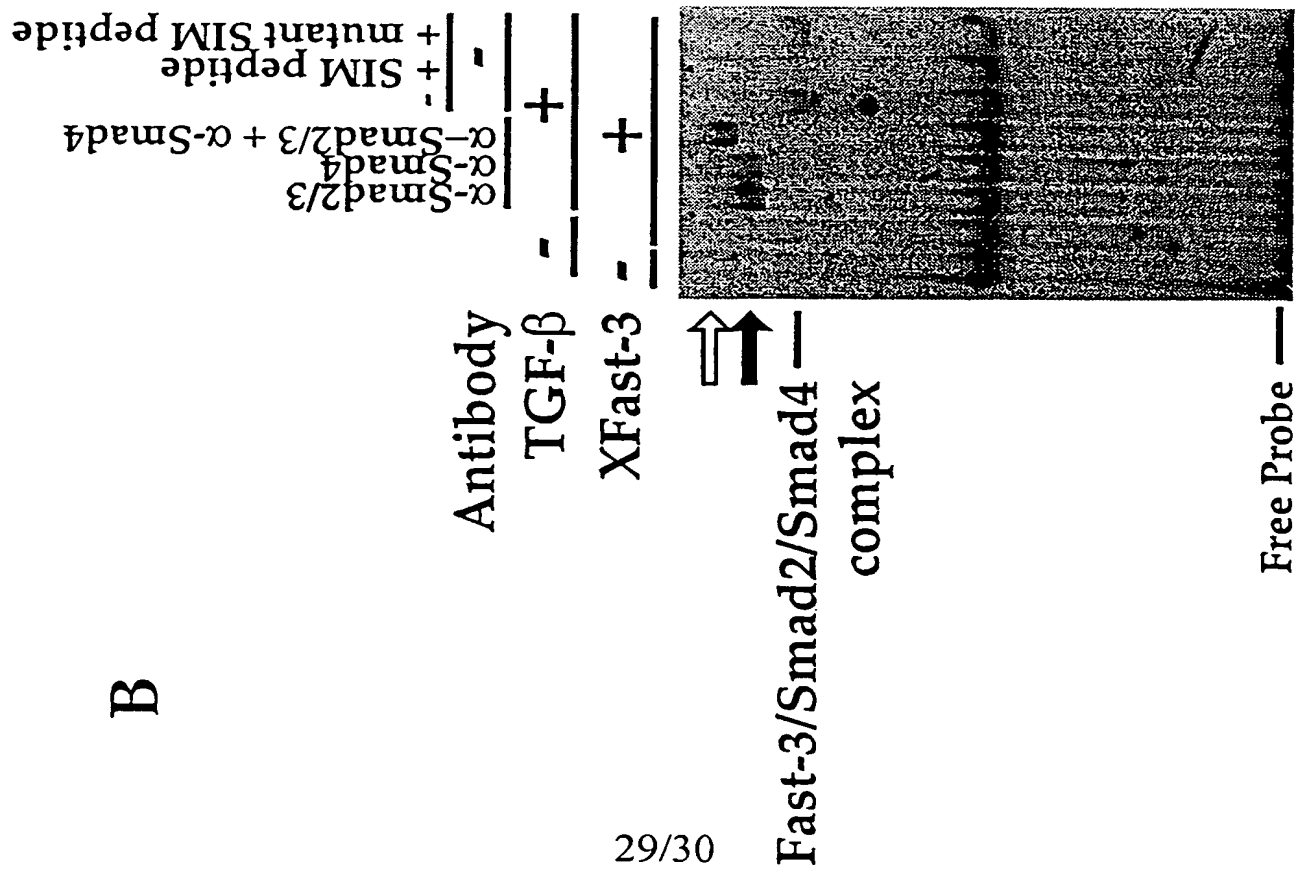 B
Antibody
TGF-β
XFast-3
-
+
-
+
α-Smad2/3
α-Smad4
α-Smad2/3 + α-Smad4
-
-
+ SIM peptide
+ mutant SIM peptide
Fast-3/Smad2/Smad4
complex
Free Probe
29/30